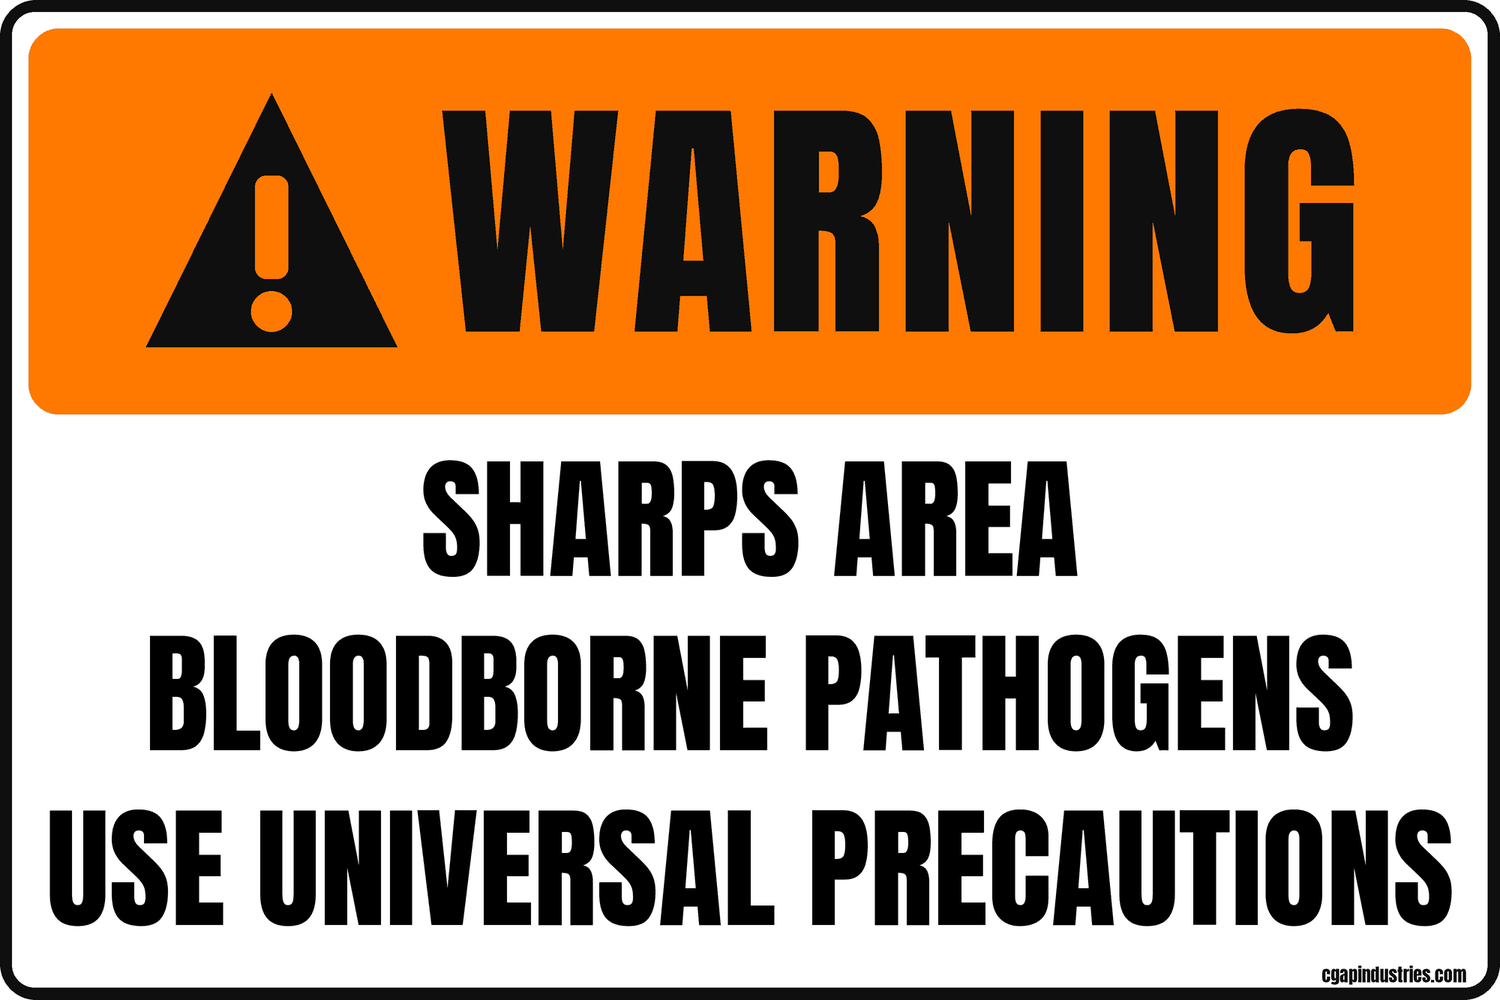 WARNING
SHARPS AREA
BLOODBORNE PATHOGENS
USE UNIVERSAL PRECAUTIONS
cgapindustries.com